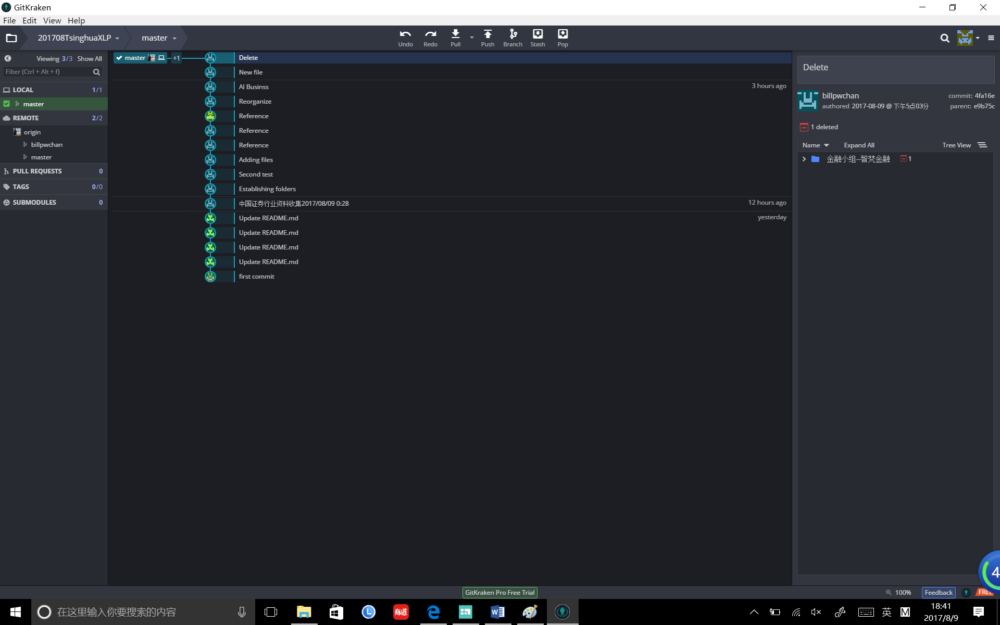 GitKraken
File Edit View Help
201708TsinghuaXLP master
Undo Redo Pull Push Branch Stash Pop
Viewing 3/3 Show All
Filter (Ctrl + Alt + f)
LOCAL 1/1
master
REMOTE 2/2
origin
billpwchan
master
PULL REQUESTS 0
TAGS 0/0
SUBMODULES 0
master +1 Delete
New file
AI Businss 3 hours ago
Reorganize
Reference
Reference
Reference
Adding files
Second test
Establishing folders
中国证券行业资料收集2017/08/09 0:28 12 hours ago
Update README.md yesterday
Update README.md
Update README.md
Update README.md
first commit
Delete
billpwchan commit: 4fa16e
authored 2017-08-09 @ 下午5点03分 parent: e9b75c
1 deleted
Name Expand All Tree View
金融小组--智梵金融 1
4
GitKraken Pro Free Trial 100% Feedback FREE
在这里输入你要搜索的内容
L
有道
W
英 M
18:41
2017/8/9